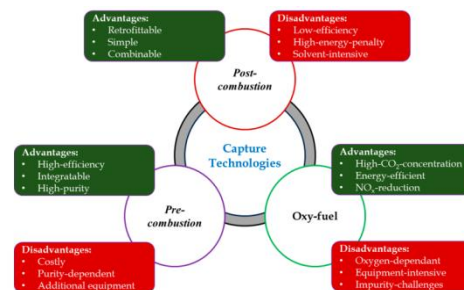 Advantages:
• Retrofittable
• Simple
• Combinable
Disadvantages:
• Low-efficiency
• High-energy-penalty
• Solvent-intensive
Post-
combustion
Capture
Technologies
Advantages:
• High-efficiency
• Integratable
• High-purity
Pre-
combustion
Disadvantages:
• Costly
• Purity-dependent
• Additional equipment
Advantages:
• High-CO₂-concentration
• Energy-efficient
• NOₓ-reduction
Oxy-fuel
Disadvantages:
• Oxygen-dependant
• Equipment-intensive
• Impurity-challenges